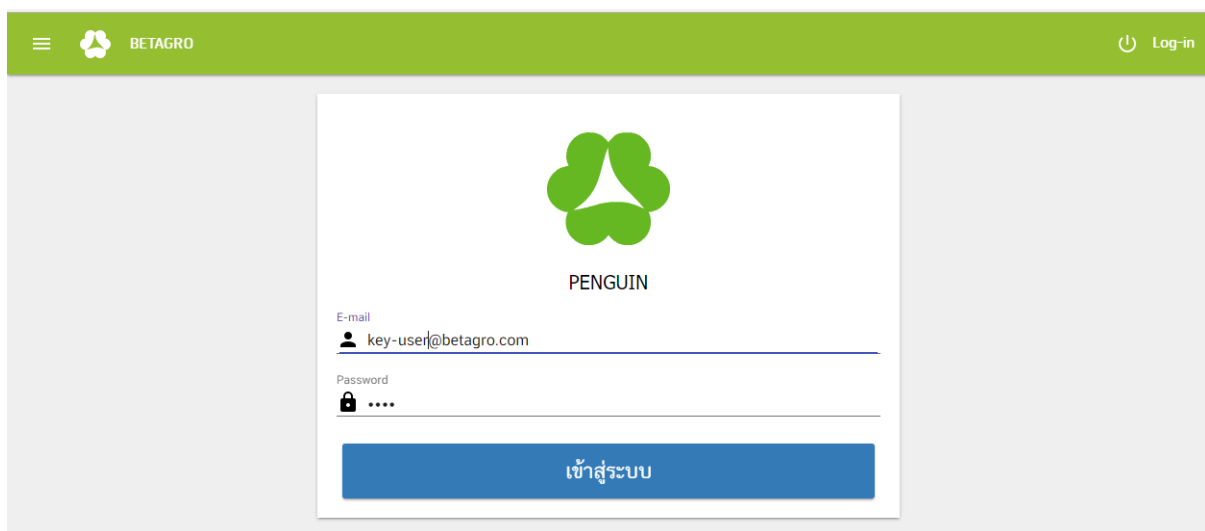 BETAGRO
Log-in
PENGUIN
E-mail
key-user@betagro.com
Password
••••
เข้าสู่ระบบ